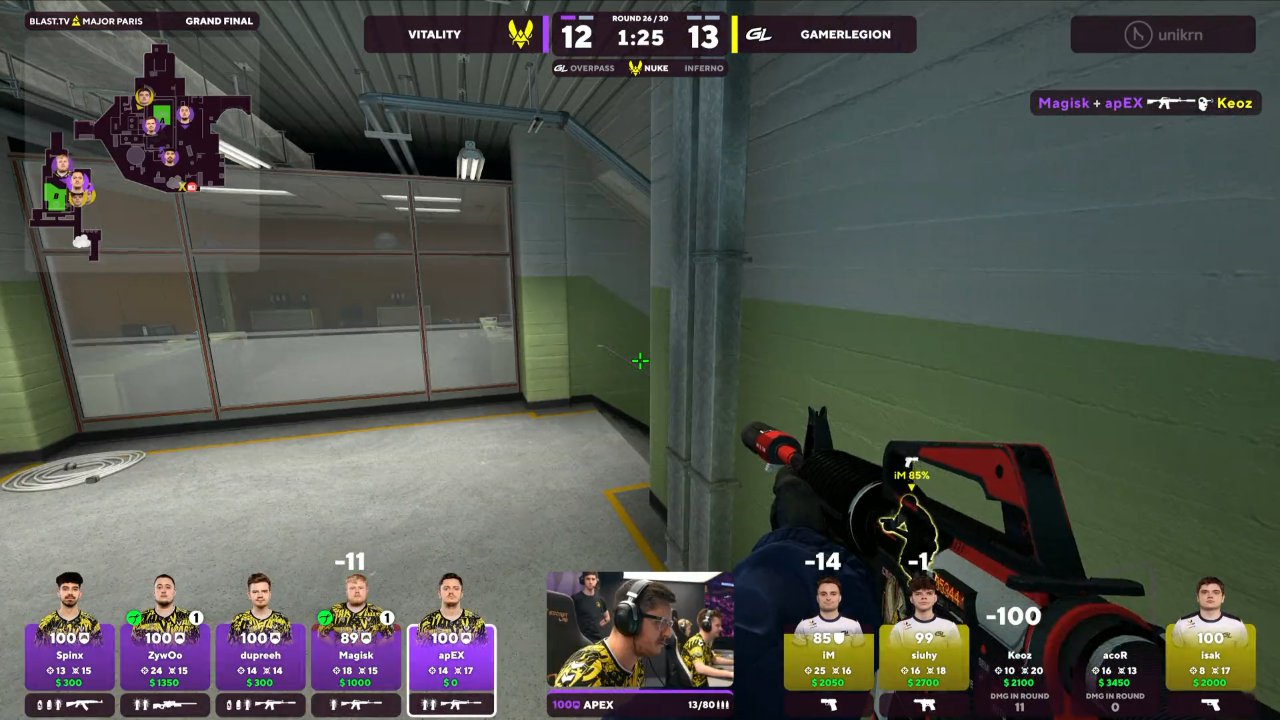 BLAST.TV MAJOR PARIS GRAND FINAL
VITALITY 12 ROUND 26 / 30 1:25 13 GL GAMERLEGION
GL OVERPASS NUKE INFERNO
unikrn
Magisk + apEX Keoz
iM 85%
-11 -14 -1 -100
100 100 100 89 100 85 99 100
Spinx ZywOo dupreeh Magisk apEX iM siuhy Keoz acoR isak
13 15 24 15 14 14 18 15 14 17 25 16 16 18 10 20 16 13 8 17
$300 $1350 $300 $1000 $0 $2050 $2700 $2100 $3450 $2000
1 1
DMG IN ROUND 11 DMG IN ROUND 0
100 APEX 13/80